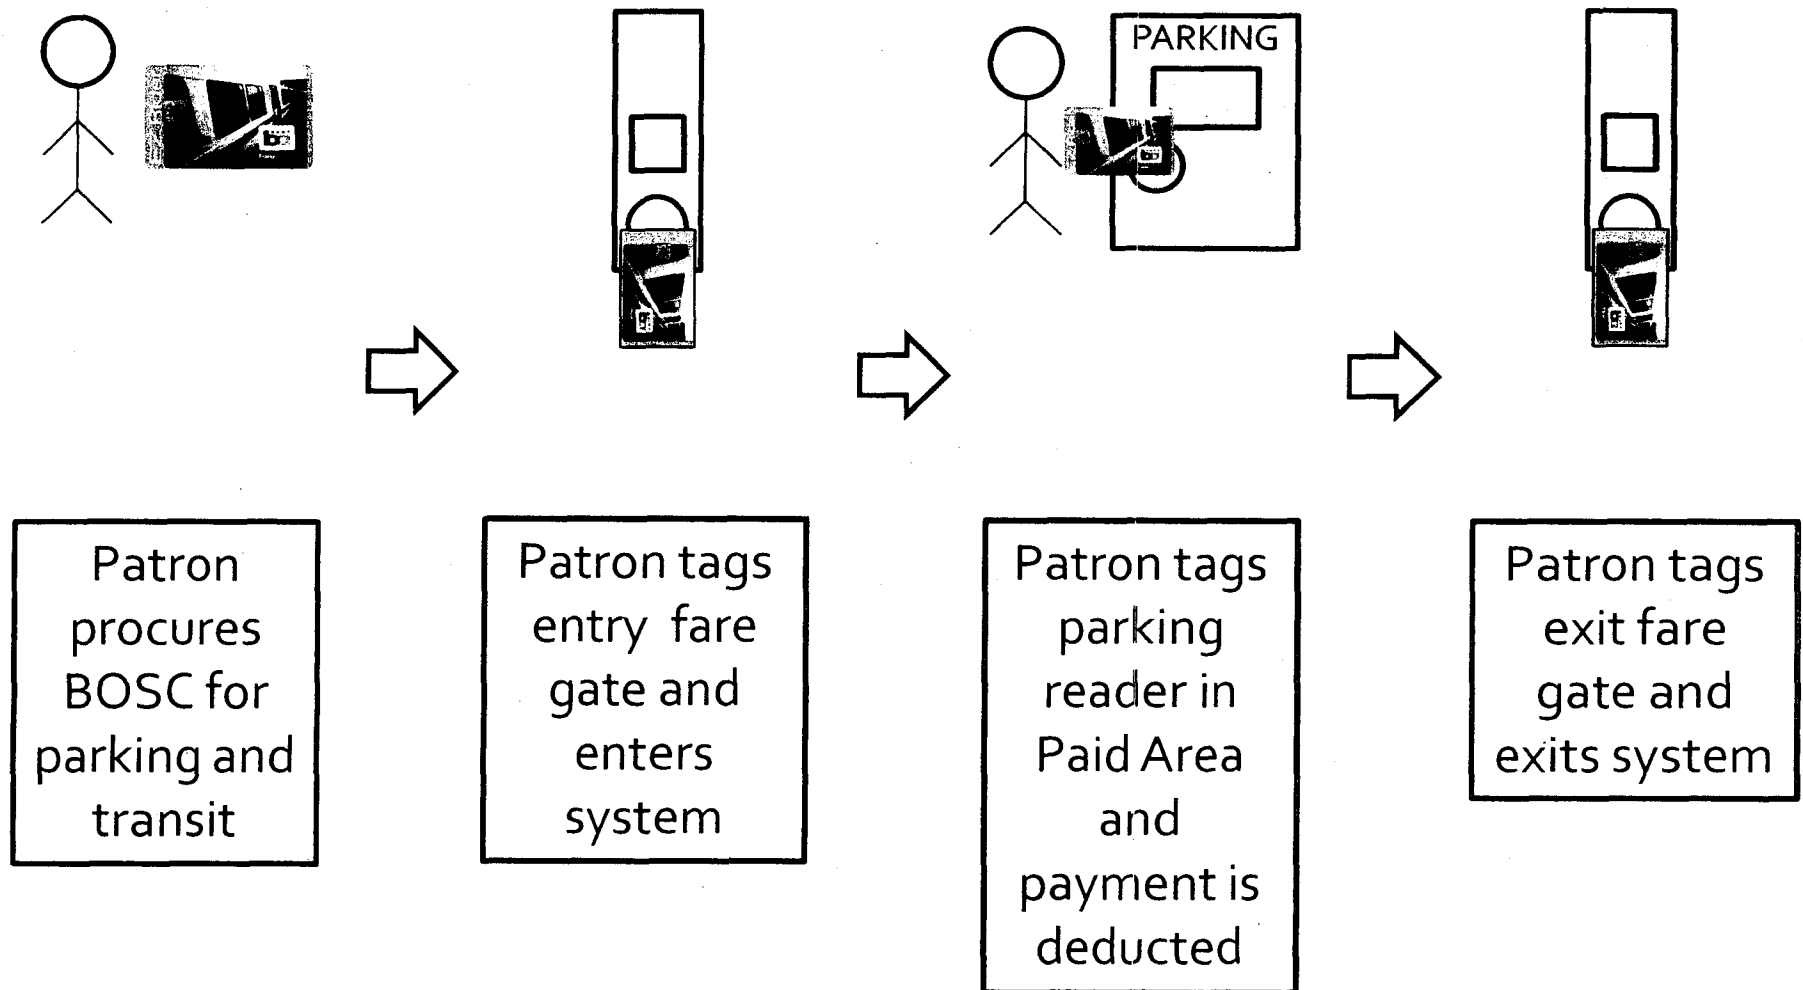 PARKING
Patron
procures
BOSC for
parking and
transit
Patron tags
entry fare
gate and
enters
system
Patron tags
parking
reader in
Paid Area
and
payment is
deducted
Patron tags
exit fare
gate and
exits system